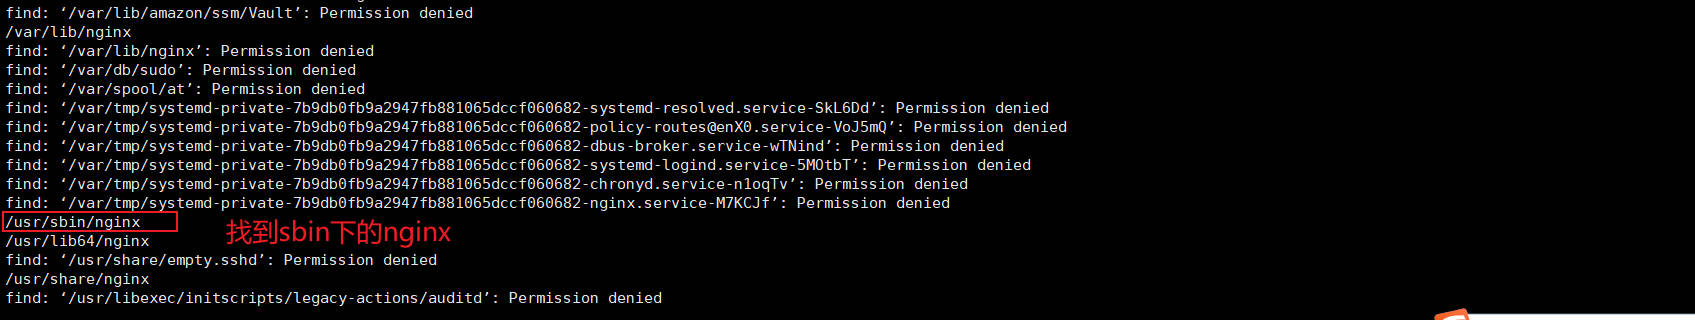 find: ‘/var/lib/amazon/ssm/Vault’: Permission denied
/var/lib/nginx
find: ‘/var/lib/nginx’: Permission denied
find: ‘/var/db/sudo’: Permission denied
find: ‘/var/spool/at’: Permission denied
find: ‘/var/tmp/systemd-private-7b9db0fb9a2947fb881065dccf060682-systemd-resolved.service-SkL6Dd’: Permission denied
find: ‘/var/tmp/systemd-private-7b9db0fb9a2947fb881065dccf060682-policy-routes@enX0.service-VoJ5mQ’: Permission denied
find: ‘/var/tmp/systemd-private-7b9db0fb9a2947fb881065dccf060682-dbus-broker.service-wTNind’: Permission denied
find: ‘/var/tmp/systemd-private-7b9db0fb9a2947fb881065dccf060682-systemd-logind.service-5MOtbT’: Permission denied
find: ‘/var/tmp/systemd-private-7b9db0fb9a2947fb881065dccf060682-chronyd.service-n1oqTv’: Permission denied
find: ‘/var/tmp/systemd-private-7b9db0fb9a2947fb881065dccf060682-nginx.service-M7KCJf’: Permission denied
/usr/sbin/nginx
找到sbin下的nginx
/usr/lib64/nginx
find: ‘/usr/share/empty.sshd’: Permission denied
/usr/share/nginx
find: ‘/usr/libexec/initscripts/legacy-actions/auditd’: Permission denied